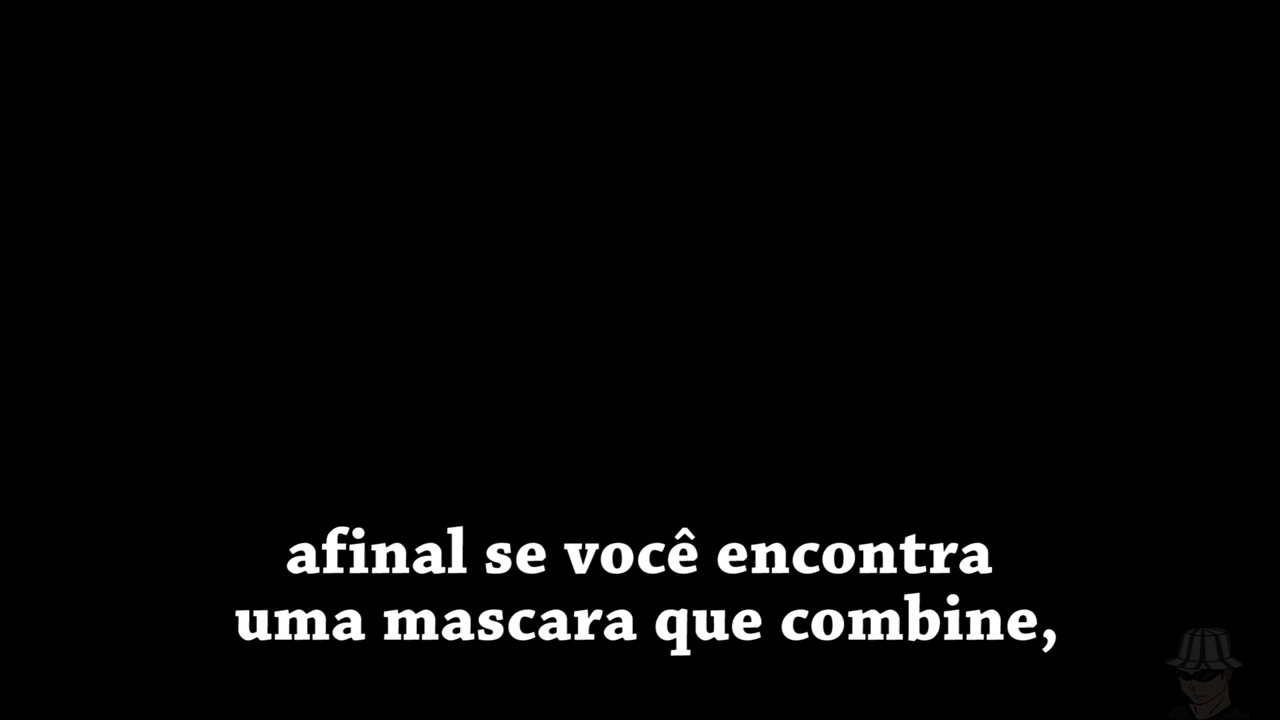 afinal se você encontra
uma mascara que combine,